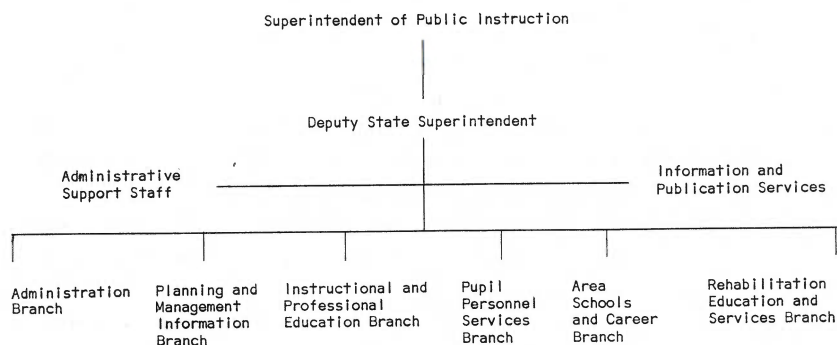 Superintendent of Public Instruction
Deputy State Superintendent
Administrative
Support Staff
Information and
Publication Services
Administration
Branch
Planning and
Management
Information
Branch
Instructional and
Professional
Education Branch
Pupil
Personnel
Services
Branch
Area
Schools
and Career
Branch
Rehabilitation
Education and
Services Branch